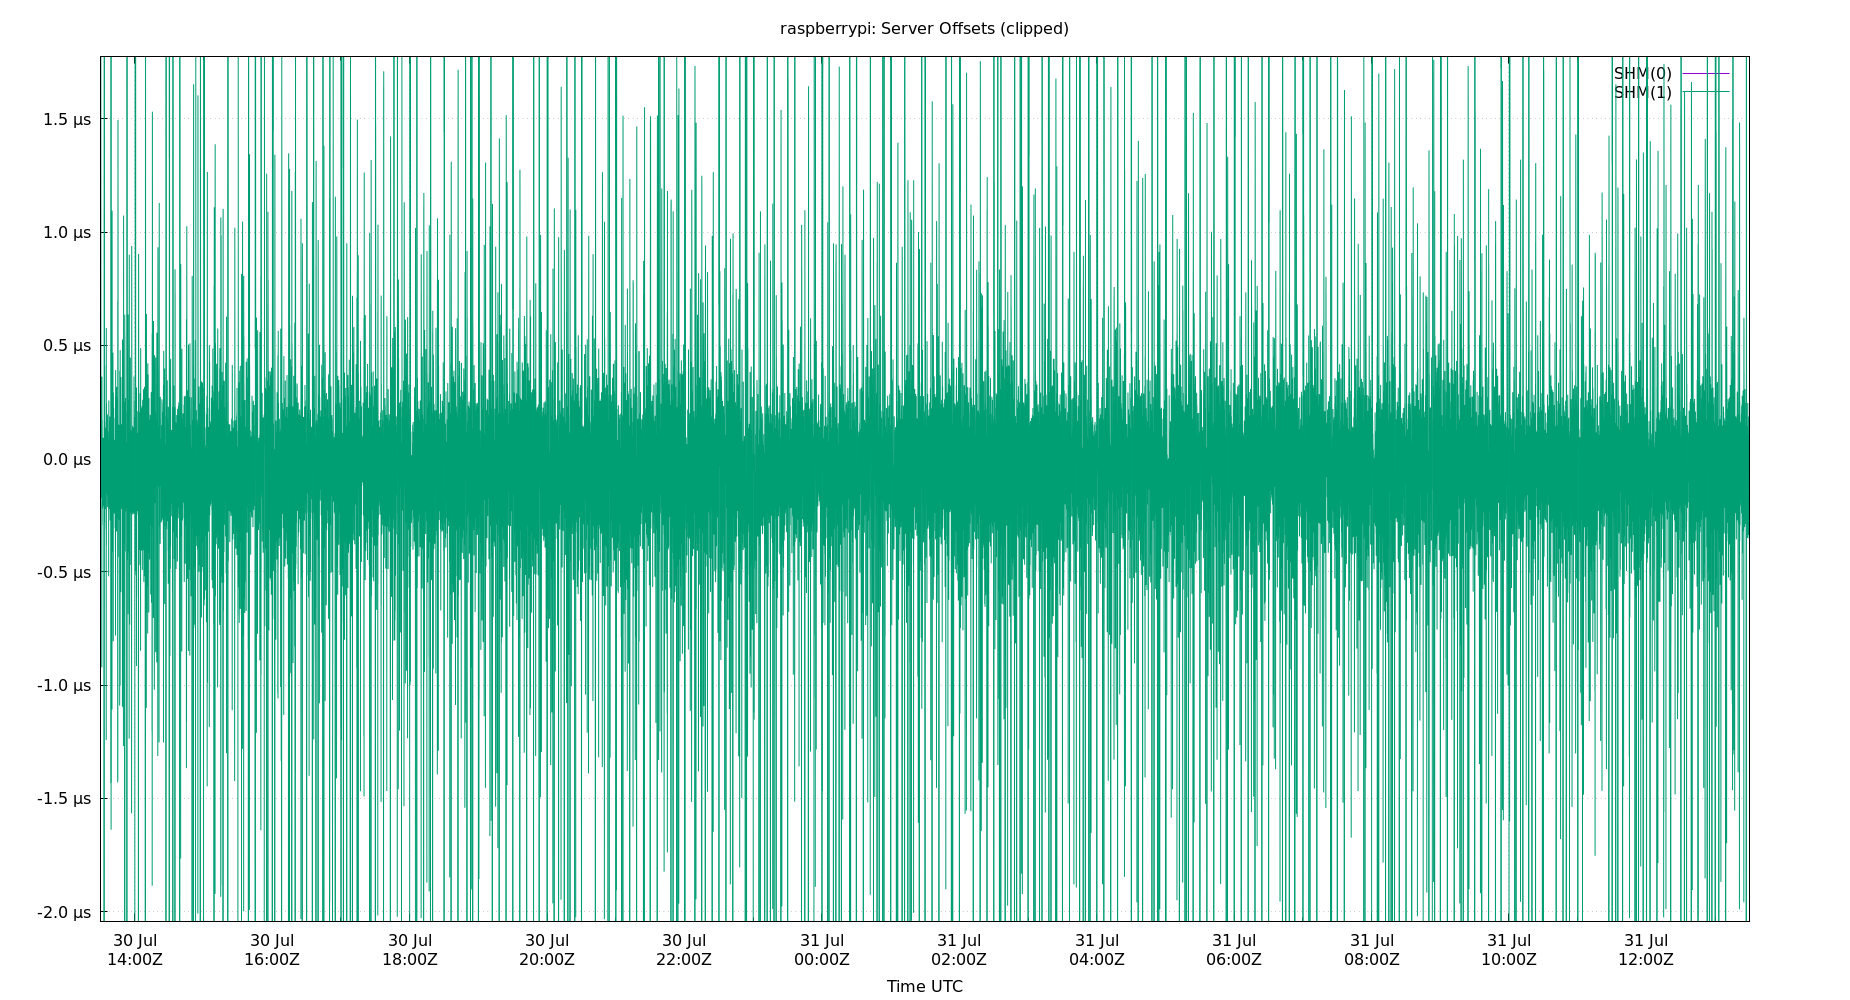 raspberrypi: Server Offsets (clipped)
SHM(0)
SHM(1)
1.5 µs
1.0 µs
0.5 µs
0.0 µs
-0.5 µs
-1.0 µs
-1.5 µs
-2.0 µs
30 Jul 30 Jul 30 Jul 30 Jul 30 Jul 31 Jul 31 Jul 31 Jul 31 Jul 31 Jul 31 Jul 31 Jul
14:00Z 16:00Z 18:00Z 20:00Z 22:00Z 00:00Z 02:00Z 04:00Z 06:00Z 08:00Z 10:00Z 12:00Z
Time UTC